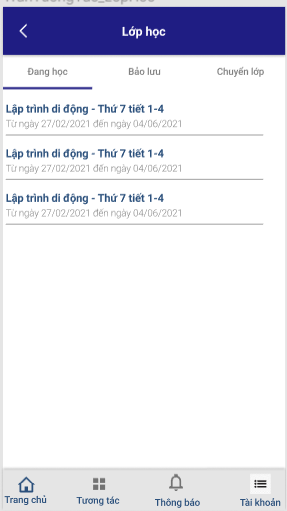 Lớp học
Đang học
Bảo lưu
Chuyển lớp
Lập trình di động - Thứ 7 tiết 1-4
Từ ngày 27/02/2021 đến ngày 04/06/2021
Lập trình di động - Thứ 7 tiết 1-4
Từ ngày 27/02/2021 đến ngày 04/06/2021
Lập trình di động - Thứ 7 tiết 1-4
Từ ngày 27/02/2021 đến ngày 04/06/2021
Trang chủ
Tương tác
Thông báo
Tài khoản